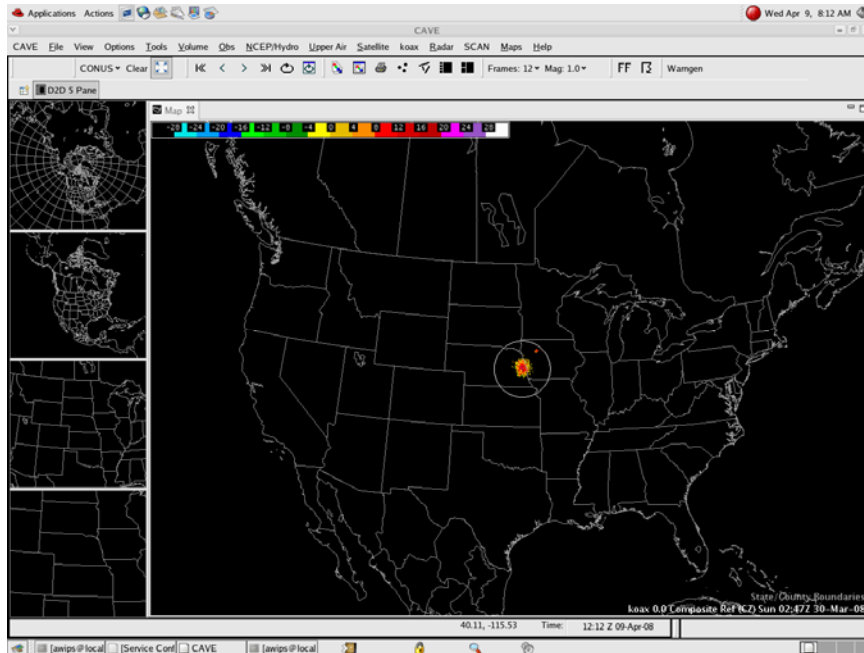 Applications Actions Wed Apr 9, 8:12 AM
CAVE
CAVE File View Options Tools Volume Obs NCEP/Hydro Upper Air Satellite koax Radar SCAN Maps Help
CONUS Clear Frames: 12 Mag: 1.0 FF Warngen
D2D 5 Pane
Map
-28 -24 -20 -16 -12 -8 -4 0 4 8 12 16 20 24 28
State/County Boundaries
koax 0.0 Composite Ref (CZ) Sun 02:47Z 30-Mar-08
40.11, -115.53 Time: 12:12 Z 09-Apr-08
[awips@local [Service Conf CAVE [awips@local